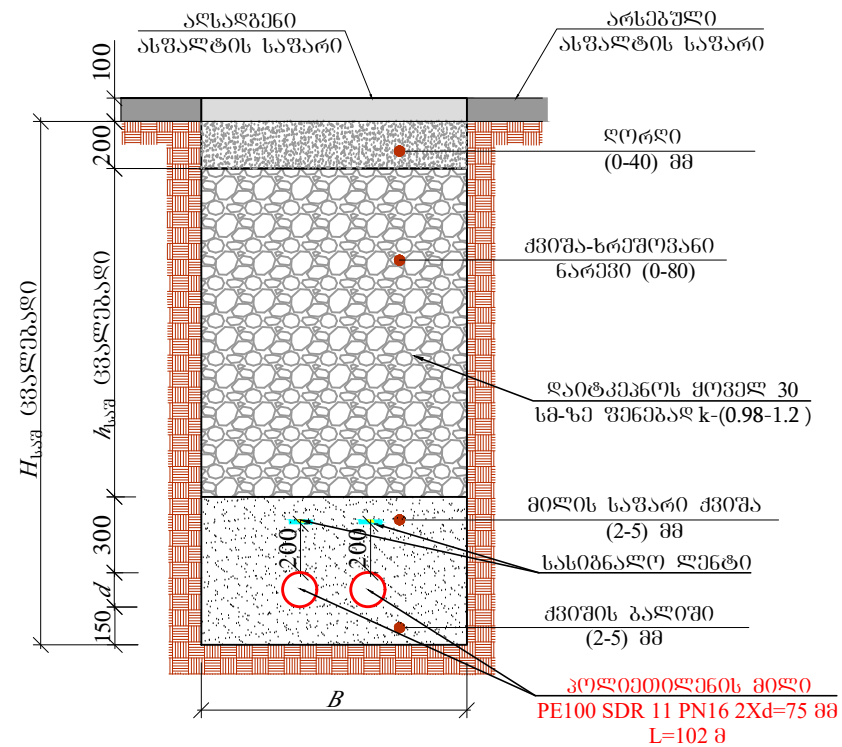 აღსადგენი
ასფალტის საფარი
არსებული
ასფალტის საფარი
100
200
ღორღი
(0-40) მმ
ქვიშა-ხრეშოვანი
ნარევი (0-80)
Hსაშ ცვალებადი
hსაშ ცვალებადი
დაიტკეპნოს ყოველ 30
სმ-ზე ფენებად k-(0.98-1.2 )
მილის საფარი ქვიშა
(2-5) მმ
300
200
200
სასიგნალო ლენტი
d
150
ქვიშის ბალიში
(2-5) მმ
B
პოლიეთილენის მილი
PE100 SDR 11 PN16 2Xd=75 მმ
L=102 მ